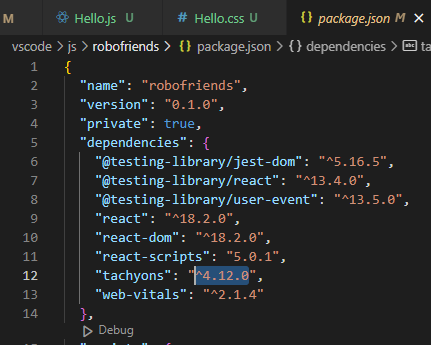 M
Hello.js U
Hello.css U
{} package.json M
vscode > js > robofriends > {} package.json > {} dependencies >
1 {
2 "name": "robofriends",
3 "version": "0.1.0",
4 "private": true,
5 "dependencies": {
6 "@testing-library/jest-dom": "^5.16.5",
7 "@testing-library/react": "^13.4.0",
8 "@testing-library/user-event": "^13.5.0",
9 "react": "^18.2.0",
10 "react-dom": "^18.2.0",
11 "react-scripts": "5.0.1",
12 "tachyons": "^4.12.0",
13 "web-vitals": "^2.1.4"
14 },
Debug